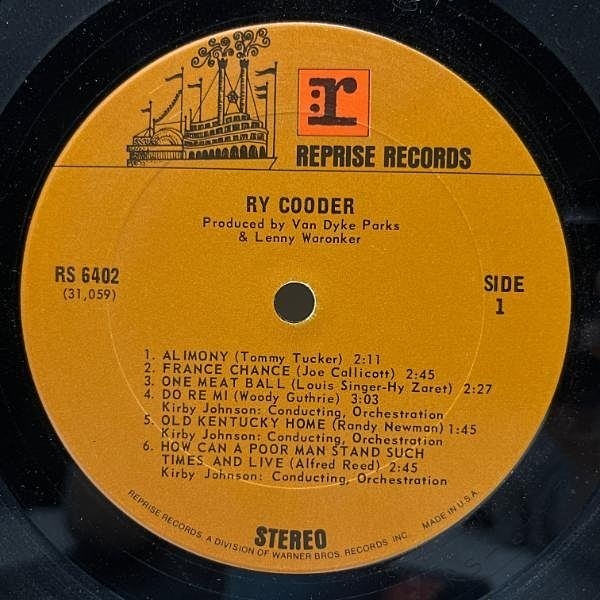 r
REPRISE RECORDS
RY COODER
Produced by Van Dyke Parks
& Lenny Waronker
RS 6402
(31,059)
SIDE
1
1. ALIMONY (Tommy Tucker) 2:11
2. FRANCE CHANCE (Joe Callicott) 2:45
3. ONE MEAT BALL (Louis Singer-Hy Zaret) 2:27
4. DO RE MI (Woody Guthrie) 3:03
Kirby Johnson: Conducting, Orchestration
5. OLD KENTUCKY HOME (Randy Newman) 1:45
Kirby Johnson: Conducting, Orchestration
6. HOW CAN A POOR MAN STAND SUCH
TIMES AND LIVE (Alfred Reed) 2:45
Kirby Johnson: Conducting, Orchestration
STEREO
REPRISE RECORDS, A DIVISION OF WARNER BROS. RECORDS, INC. MADE IN U.S.A.